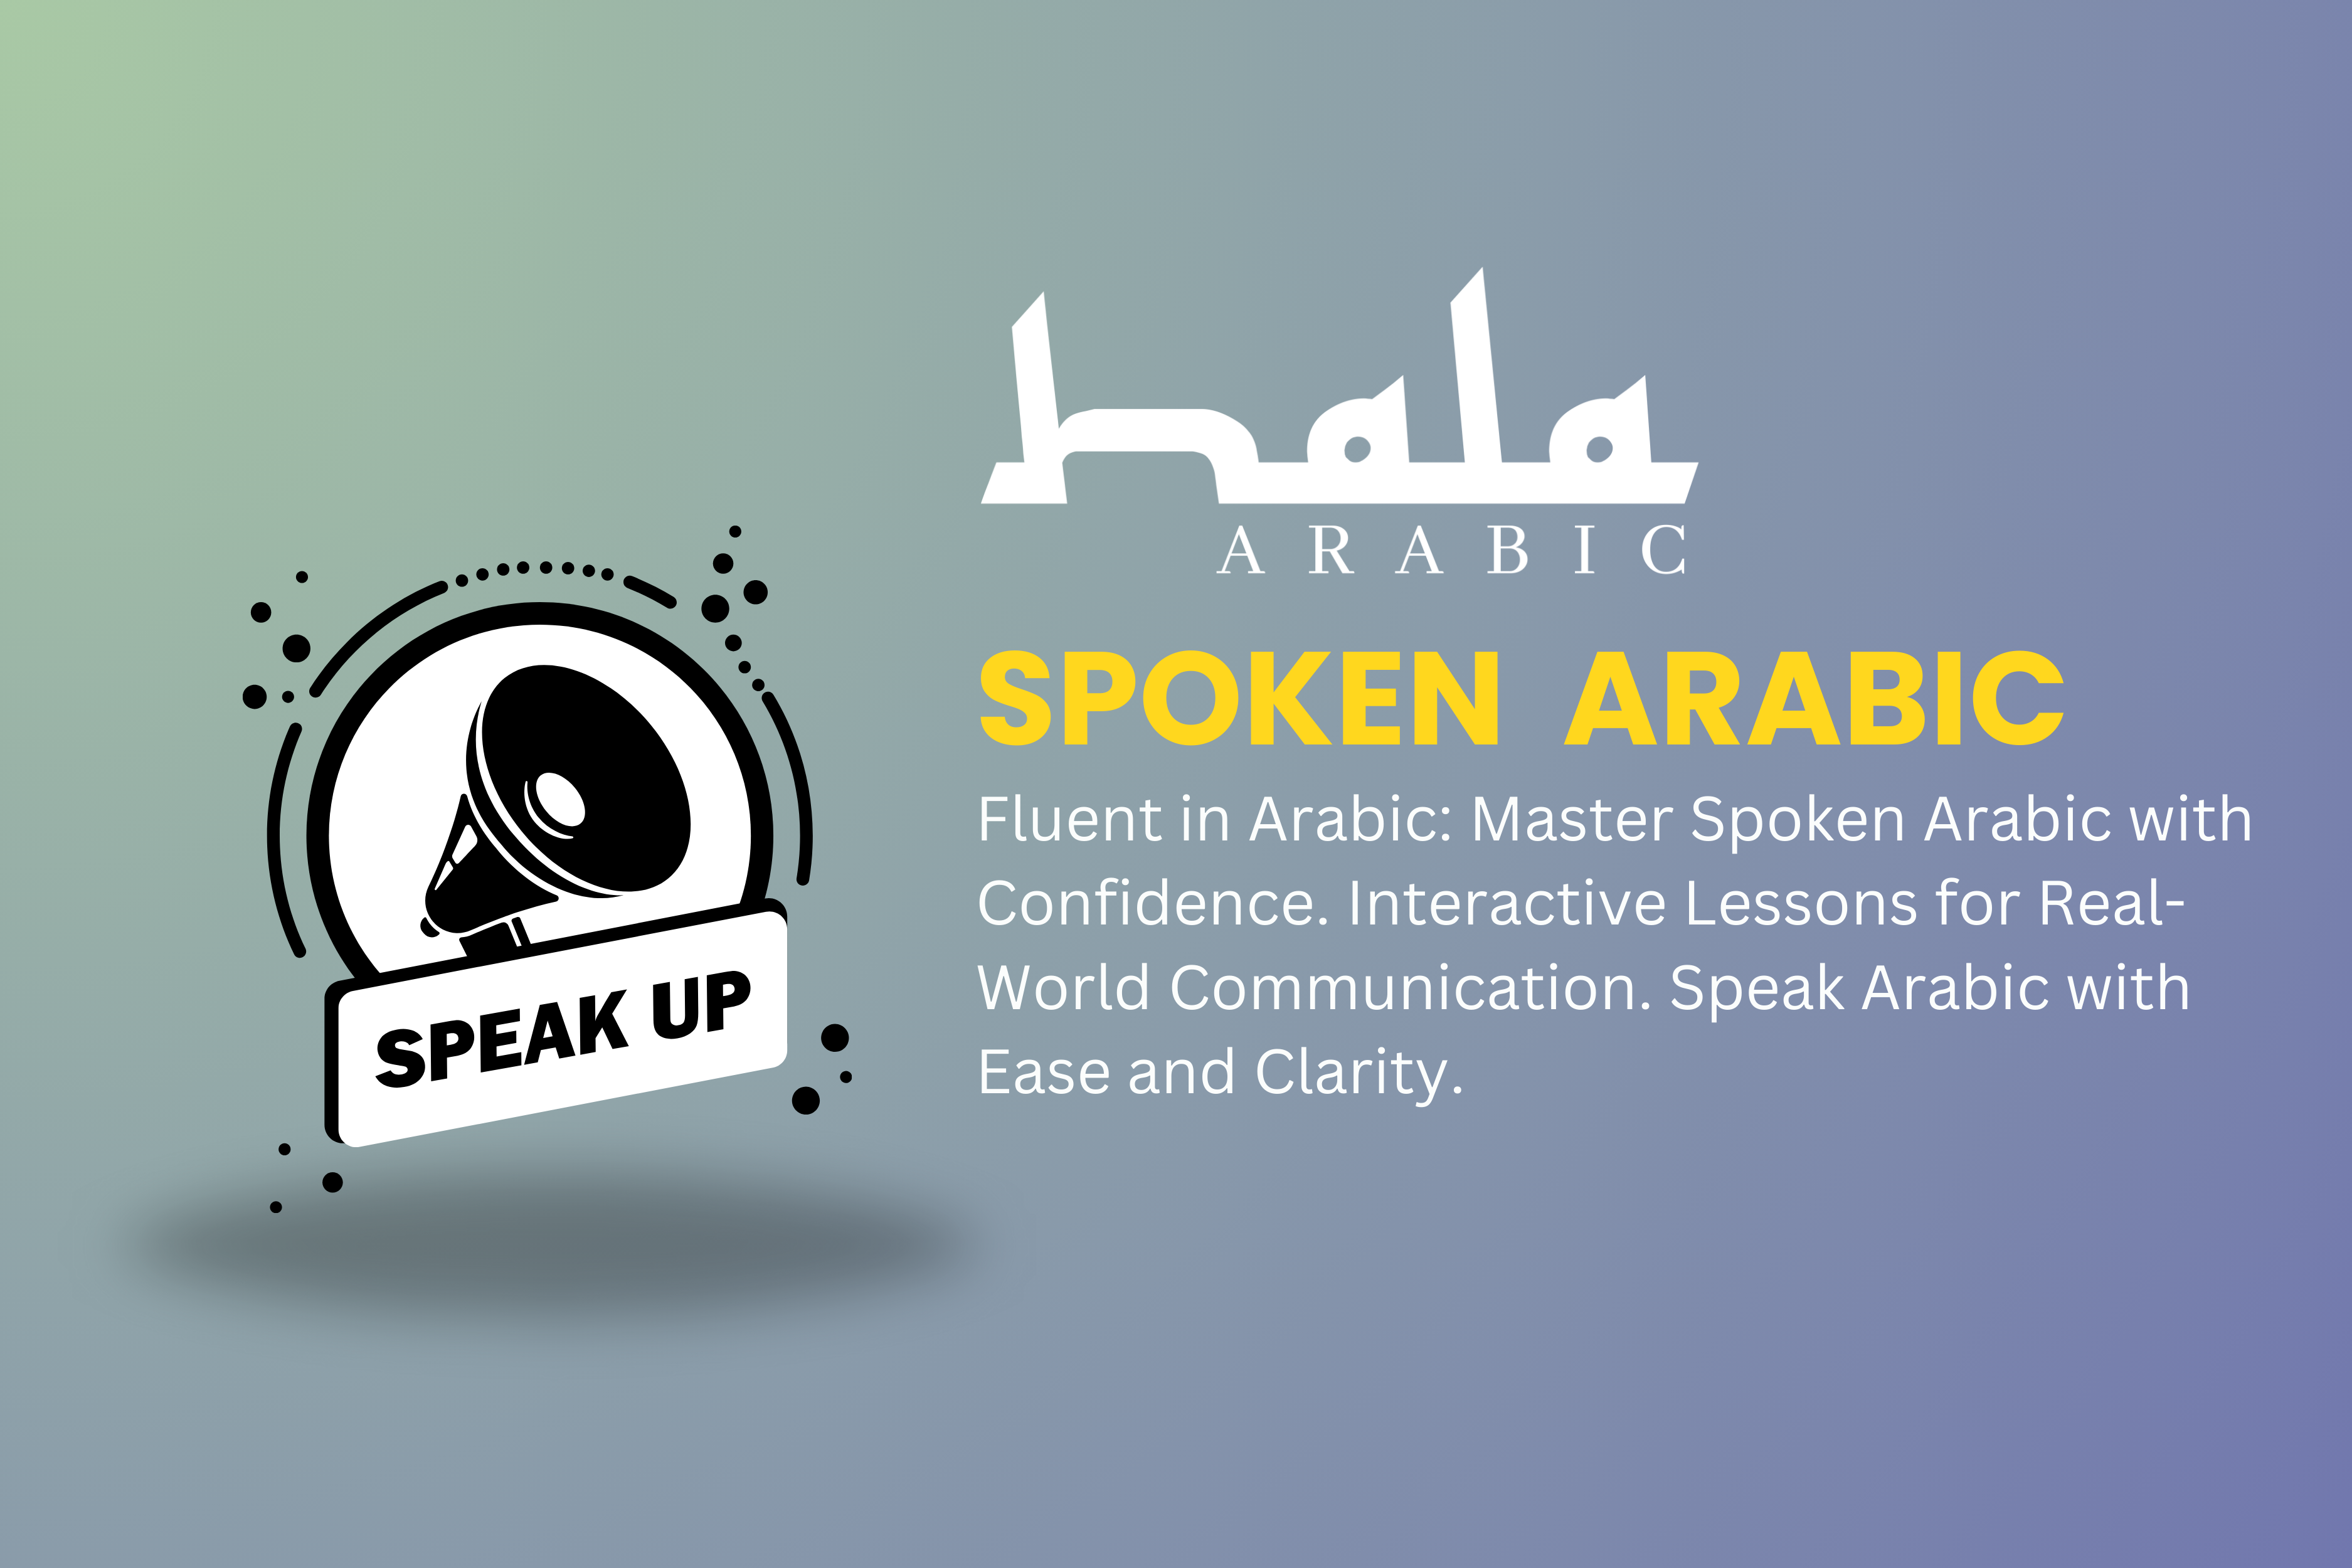 hala
ARABIC
SPOKEN ARABIC
Fluent in Arabic: Master Spoken Arabic with
Confidence. Interactive Lessons for Real-
World Communication. Speak Arabic with
Ease and Clarity.
SPEAK UP